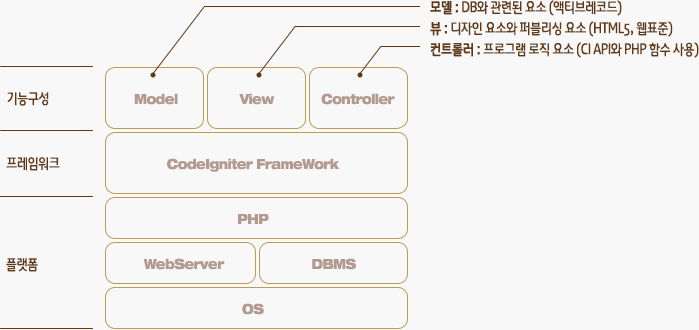 모델 : DB와 관련된 요소 (액티브레코드)
뷰 : 디자인 요소와 퍼블리싱 요소 (HTML5, 웹표준)
컨트롤러 : 프로그램 로직 요소 (CI API와 PHP 함수 사용)
기능구성
Model
View
Controller
프레임워크
CodeIgniter FrameWork
PHP
플랫폼
WebServer
DBMS
OS